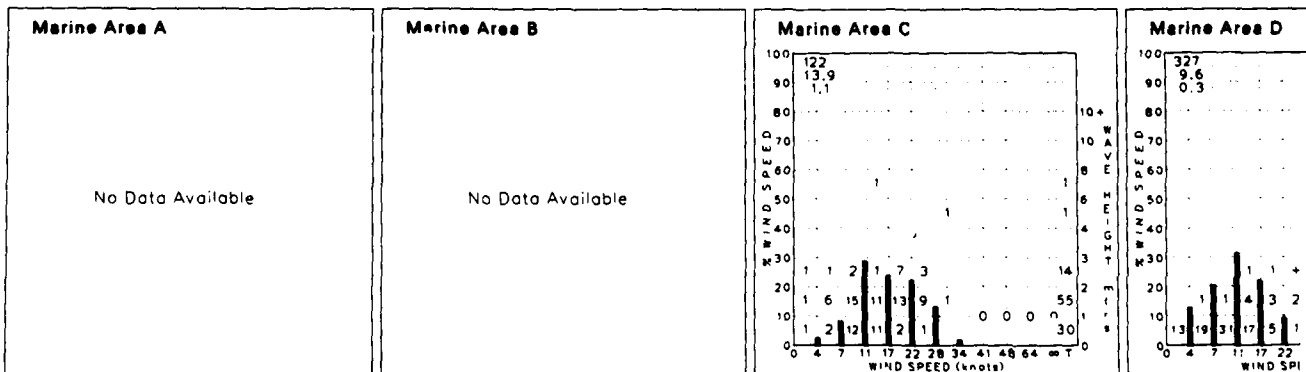 Marine Area A
No Data Available
Marine Area B
No Data Available
Marine Area C
122
13.9
1.1
100
90
80
70
60
50
40
30
20
10
0
% WIND SPEED
10+
10
8
6
4
3
2
1
0
WAVE HEIGHT mtrs
1 1
1 1
1 1 2 1 7 3 14
1 6 15 11 13 9 1 55
0 0 0
1 2 12 11 2 1 30
0 4 7 11 17 22 28 34 41 48 64 ∞ T
WIND SPEED (knots)
Marine Area D
327
9.6
0.3
100
90
80
70
60
50
40
30
20
10
0
% WIND SPEED
1 1 +
1 1 4 3 2
13 19 31 17 5 1
0 4 7 11 17 22